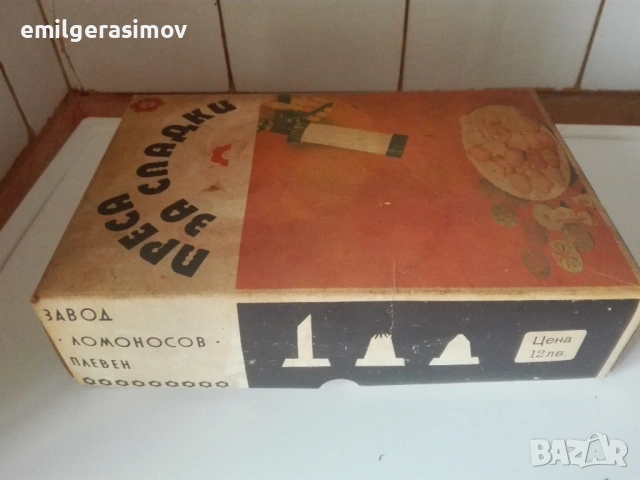 emilgerasimov
ПРЕСА
ЗА СЛАДКИ
ЗАВОД
· ЛОМОНОСОВ ·
ПЛЕВЕН
Цена
12 лв.
BAZAR